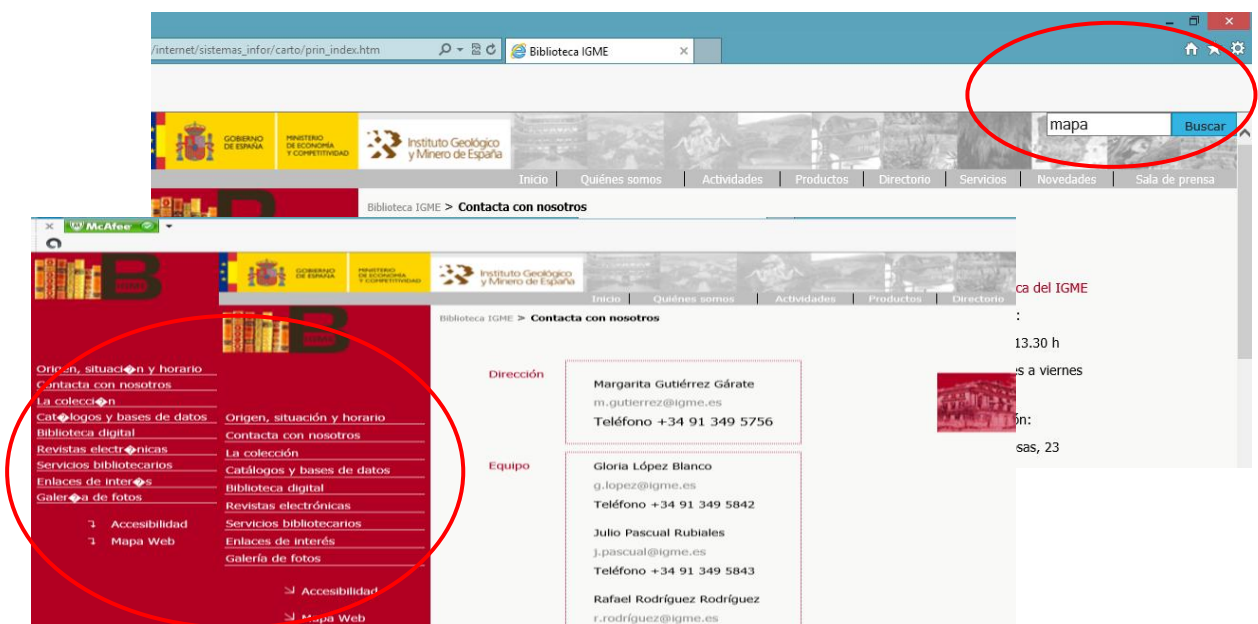 /internet/sistemas_infor/carto/prin_index.htm
Biblioteca IGME
mapa
Buscar
GOBIERNO DE ESPAÑA
MINISTERIO DE ECONOMÍA Y COMPETITIVIDAD
Instituto Geológico y Minero de España
Inicio | Quiénes somos | Actividades | Productos | Directorio | Servicios | Novedades | Sala de prensa
Biblioteca IGME > Contacta con nosotros
McAfee
Origen, situaci�n y horario
Contacta con nosotros
La colecci�n
Cat�logos y bases de datos
Biblioteca digital
Revistas electr�nicas
Servicios bibliotecarios
Enlaces de inter�s
Galer�a de fotos
Accesibilidad
Mapa Web
GOBIERNO DE ESPAÑA
MINISTERIO DE ECONOMÍA Y COMPETITIVIDAD
Instituto Geológico y Minero de España
Inicio | Quiénes somos | Actividades | Productos | Directorio
Origen, situación y horario
Contacta con nosotros
La colección
Catálogos y bases de datos
Biblioteca digital
Revistas electrónicas
Servicios bibliotecarios
Enlaces de interés
Galería de fotos
Accesibilidad
Mapa Web
Biblioteca IGME > Contacta con nosotros
Dirección
Margarita Gutiérrez Gárate
m.gutierrez@igme.es
Teléfono +34 91 349 5756
Equipo
Gloria López Blanco
g.lopez@igme.es
Teléfono +34 91 349 5842
Julio Pascual Rubiales
j.pascual@igme.es
Teléfono +34 91 349 5843
Rafael Rodríguez Rodríguez
r.rodríguez@igme.es
ca del IGME
:
13.30 h
es a viernes
ón:
sas, 23